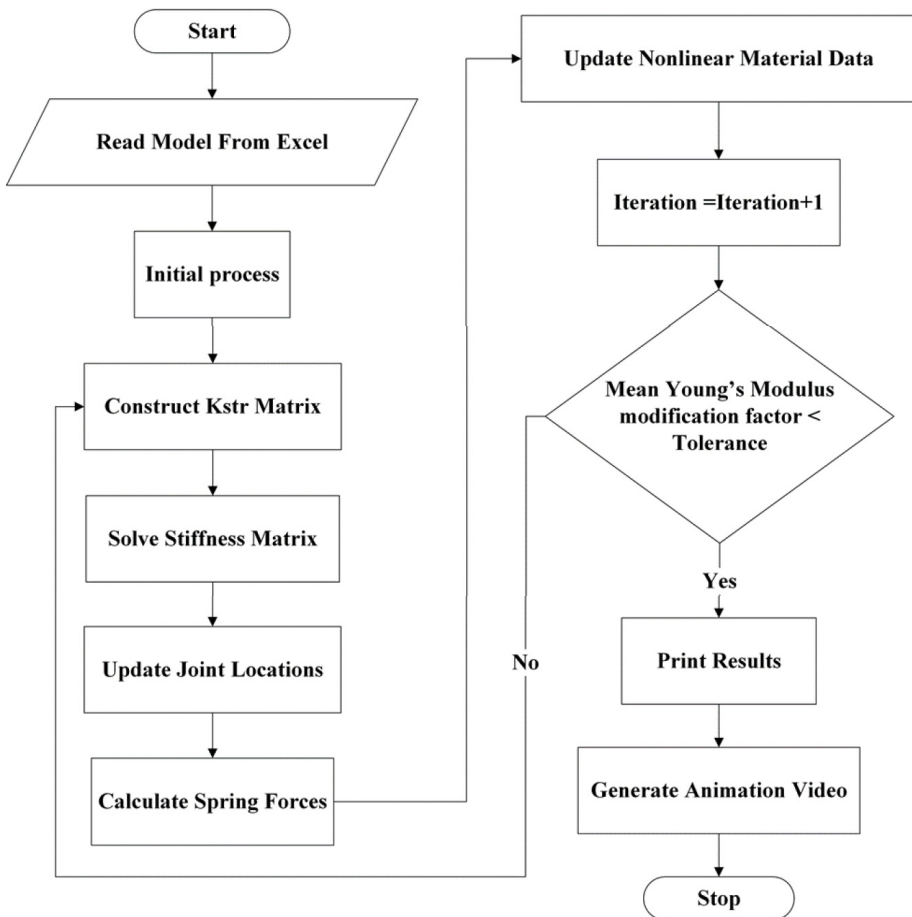 Start
Read Model From Excel
Initial process
Construct Kstr Matrix
Solve Stiffness Matrix
Update Joint Locations
Calculate Spring Forces
Update Nonlinear Material Data
Iteration =Iteration+1
Mean Young's Modulus
modification factor <
Tolerance
Yes
No
Print Results
Generate Animation Video
Stop